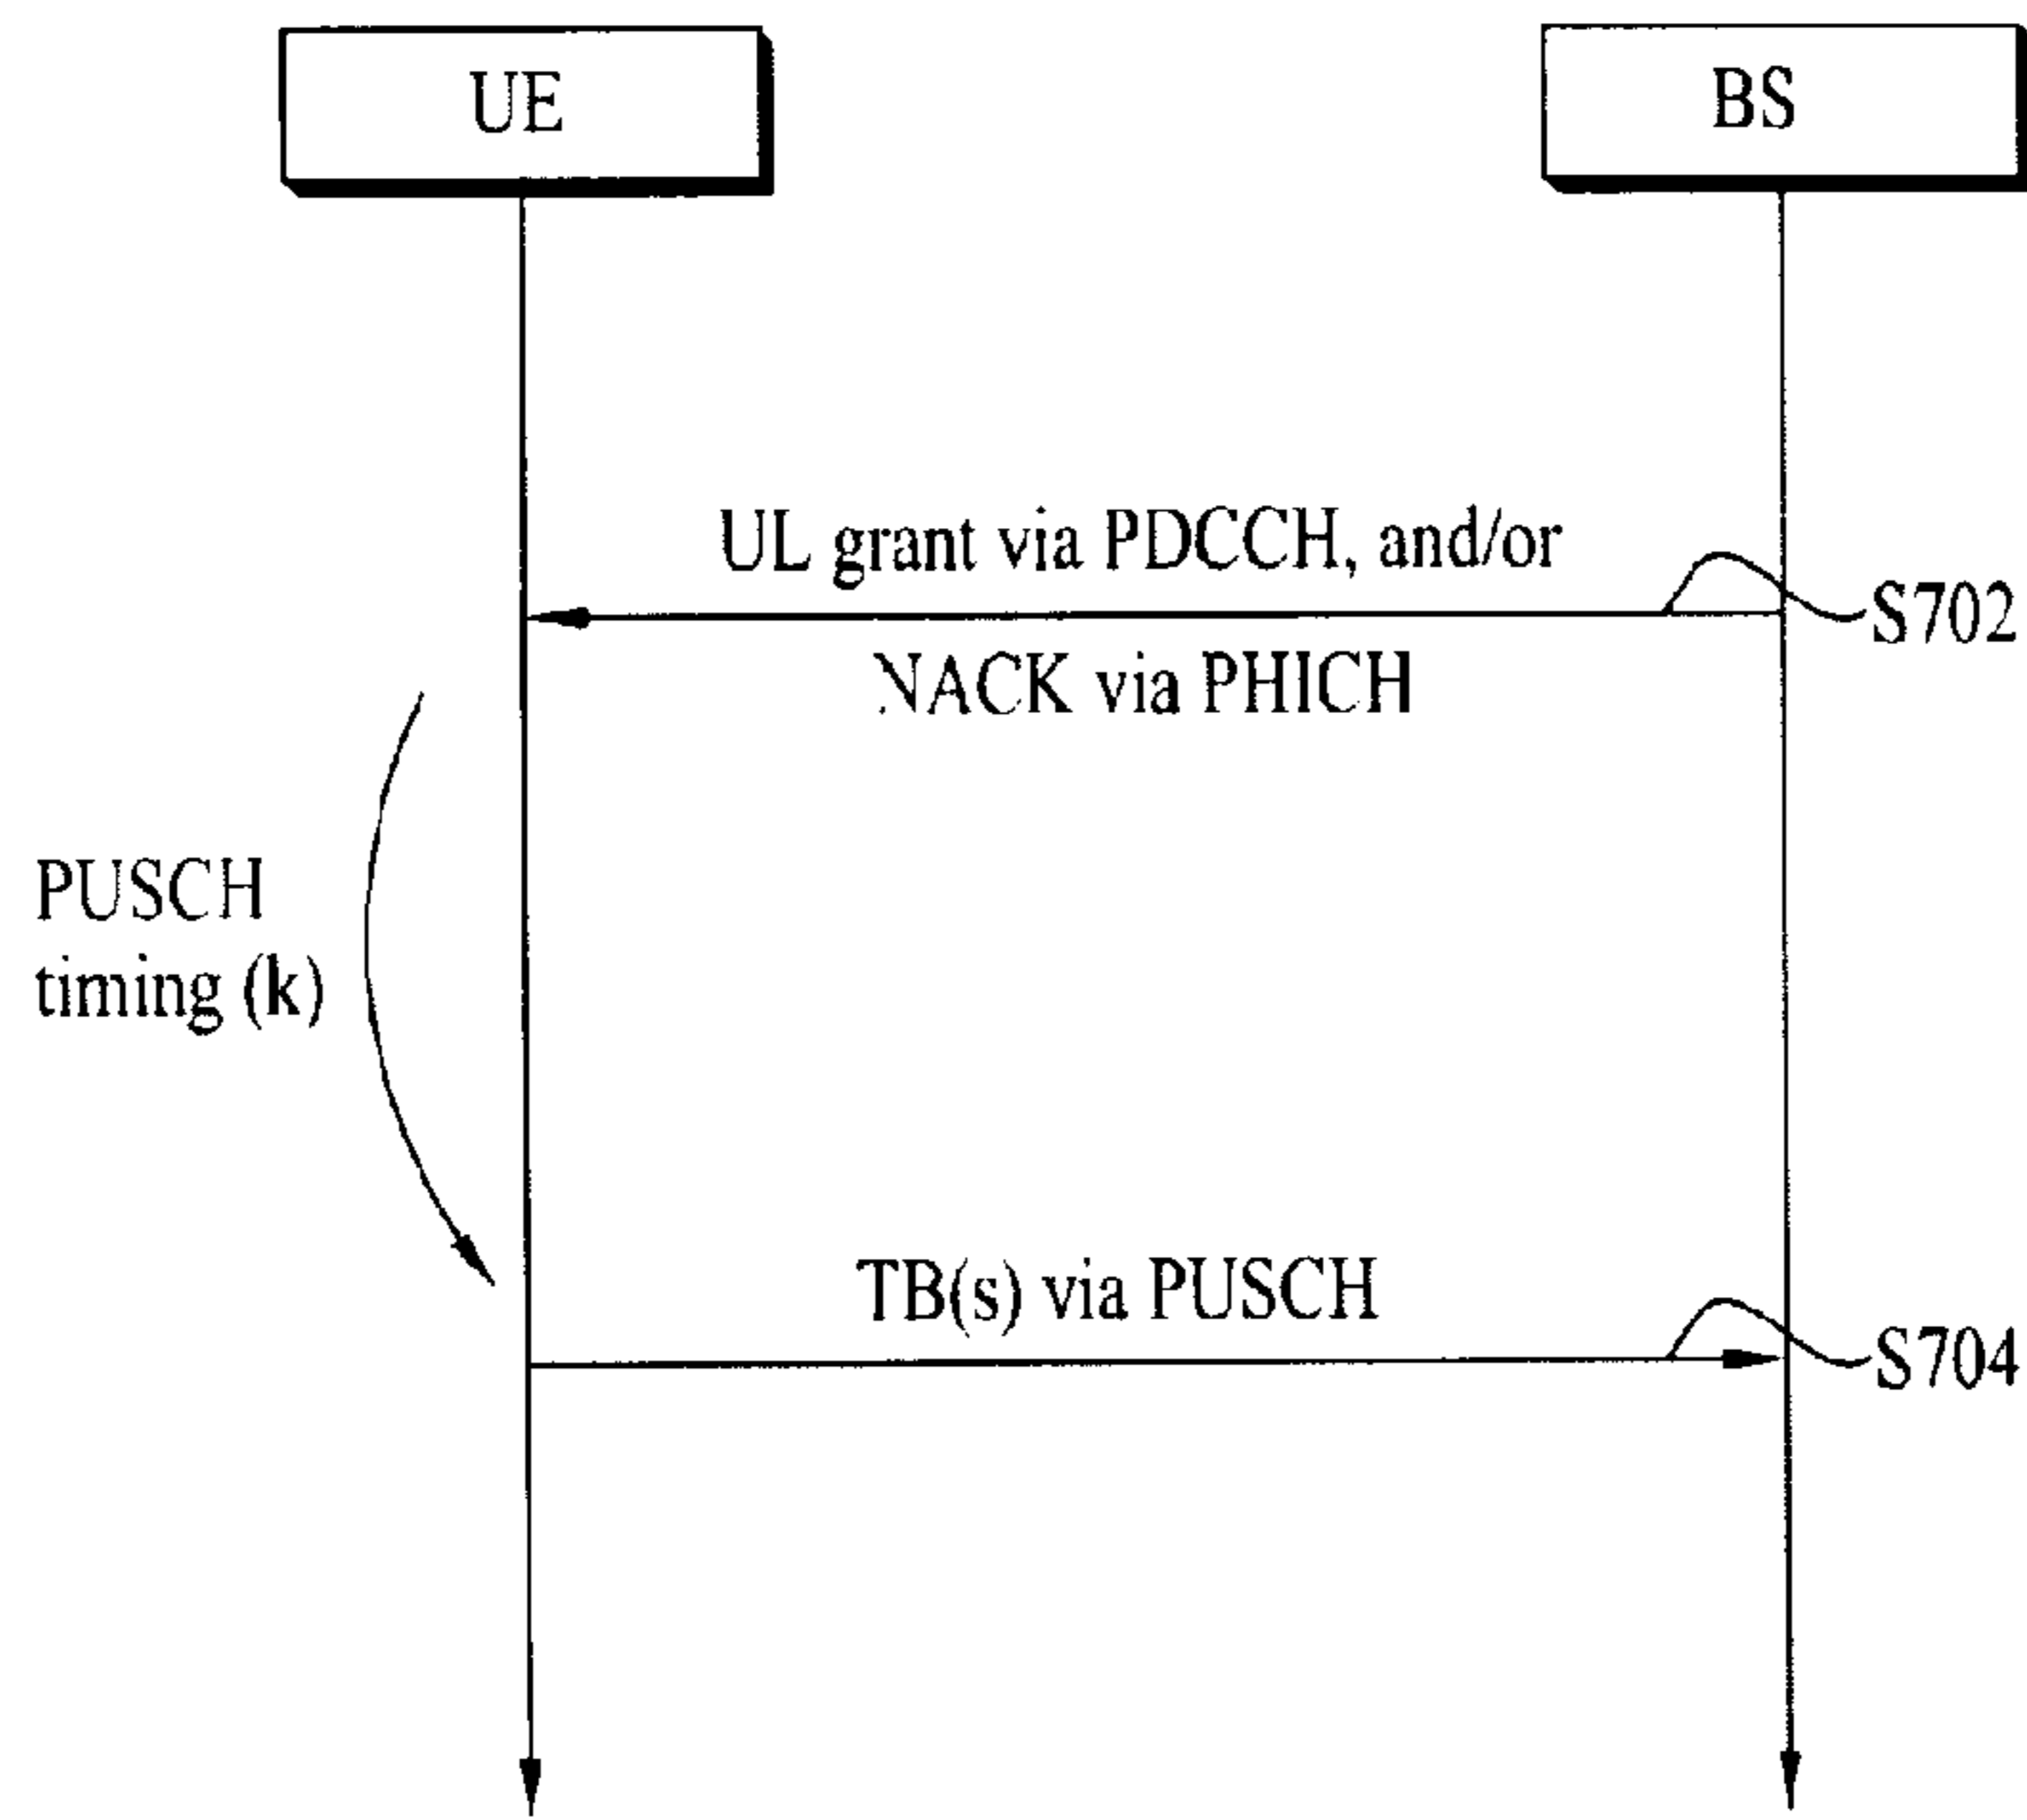 UE
BS
UL grant via PDCCH, and/or
S702
NACK via PHICH
PUSCH
timing (k)
TB(s) via PUSCH
S704